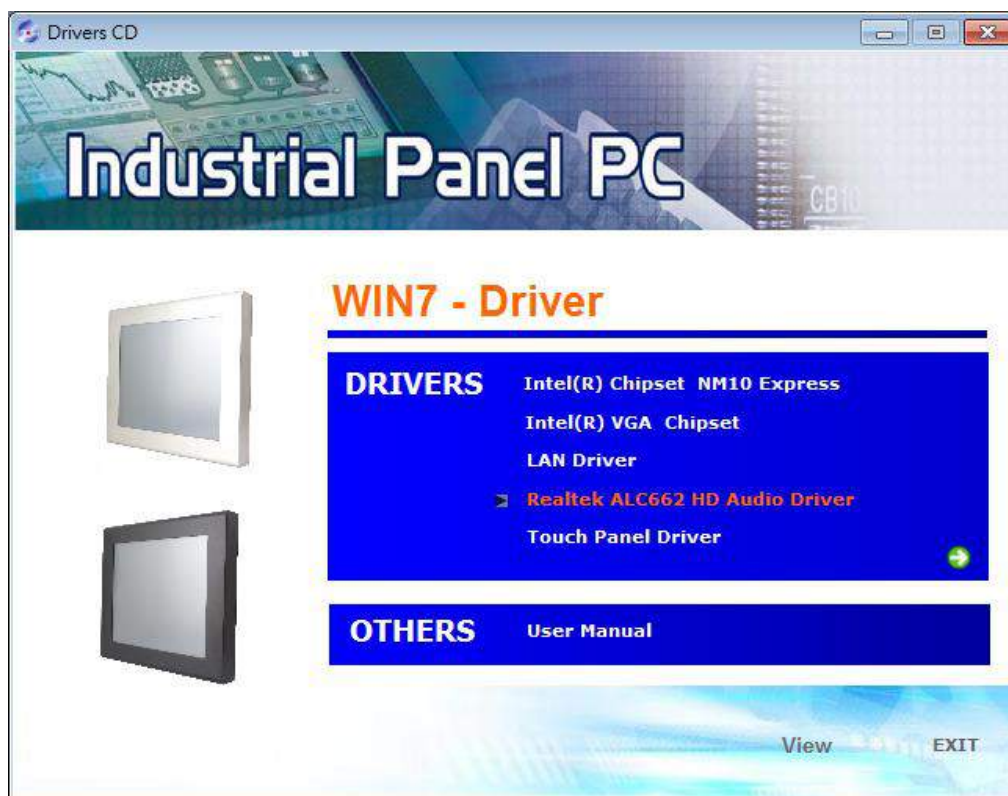 Drivers CD
Industrial Panel PC
CB10
WIN7 - Driver
DRIVERS
Intel(R) Chipset NM10 Express
Intel(R) VGA Chipset
LAN Driver
Realtek ALC662 HD Audio Driver
Touch Panel Driver
OTHERS
User Manual
View
EXIT